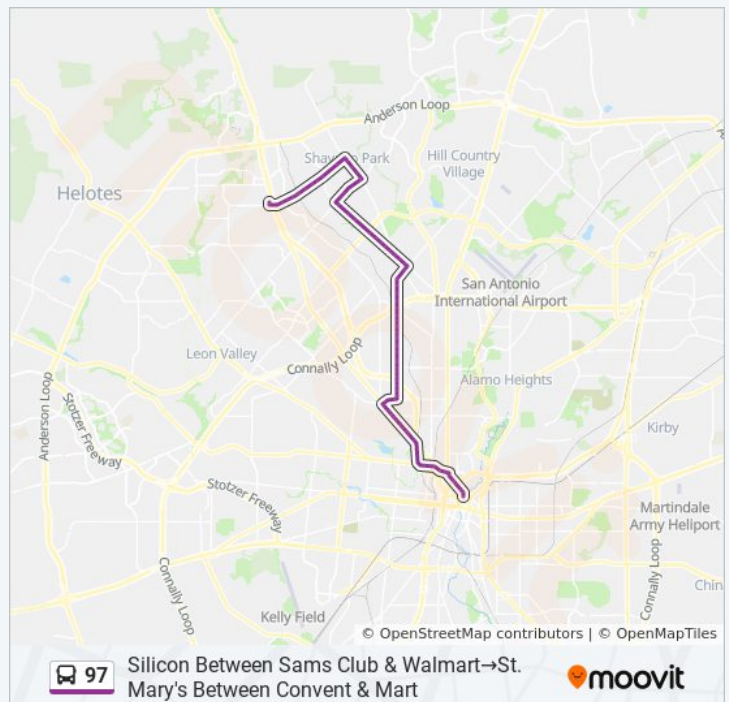 Anderson Loop
Hill Country
Village
Helotes
San Antonio
International Airport
Leon Valley
Connally Loop
Alamo Heights
Anderson Loop
Stotzer Freeway
Kirby
Stotzer Freeway
Martindale
Army Heliport
Connally Loop
Connally Loop
Chin
Kelly Field
© OpenStreetMap contributors | © OpenMapTiles
97
Silicon Between Sams Club & Walmart→St.
Mary's Between Convent & Mart
moovit